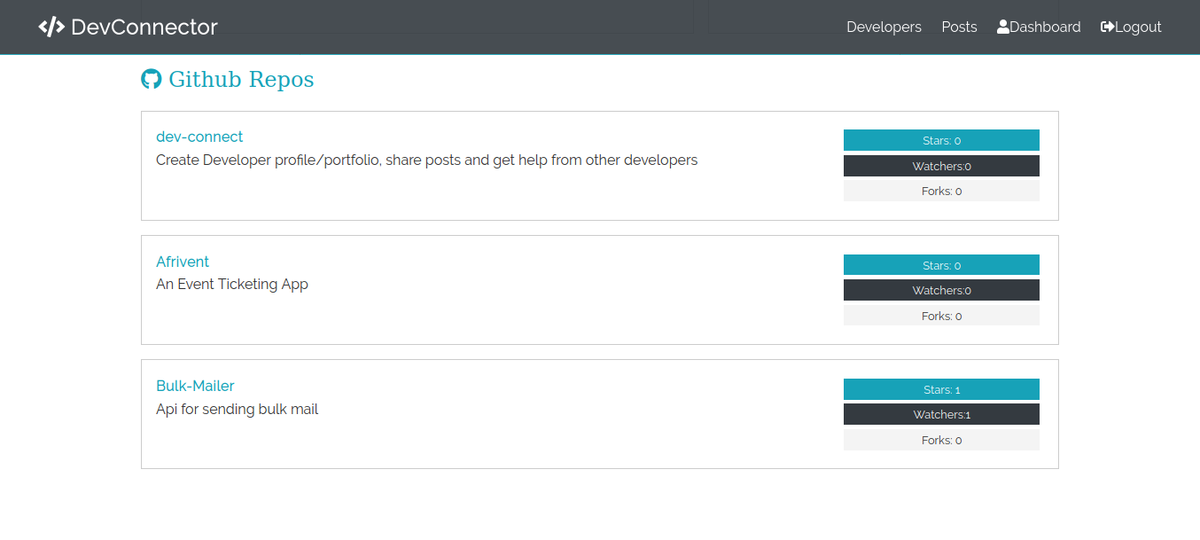 DevConnector
Developers Posts Dashboard Logout
Github Repos
dev-connect
Create Developer profile/portfolio, share posts and get help from other developers
Stars: 0
Watchers:0
Forks: 0
Afrivent
An Event Ticketing App
Stars: 0
Watchers:0
Forks: 0
Bulk-Mailer
Api for sending bulk mail
Stars: 1
Watchers:1
Forks: 0